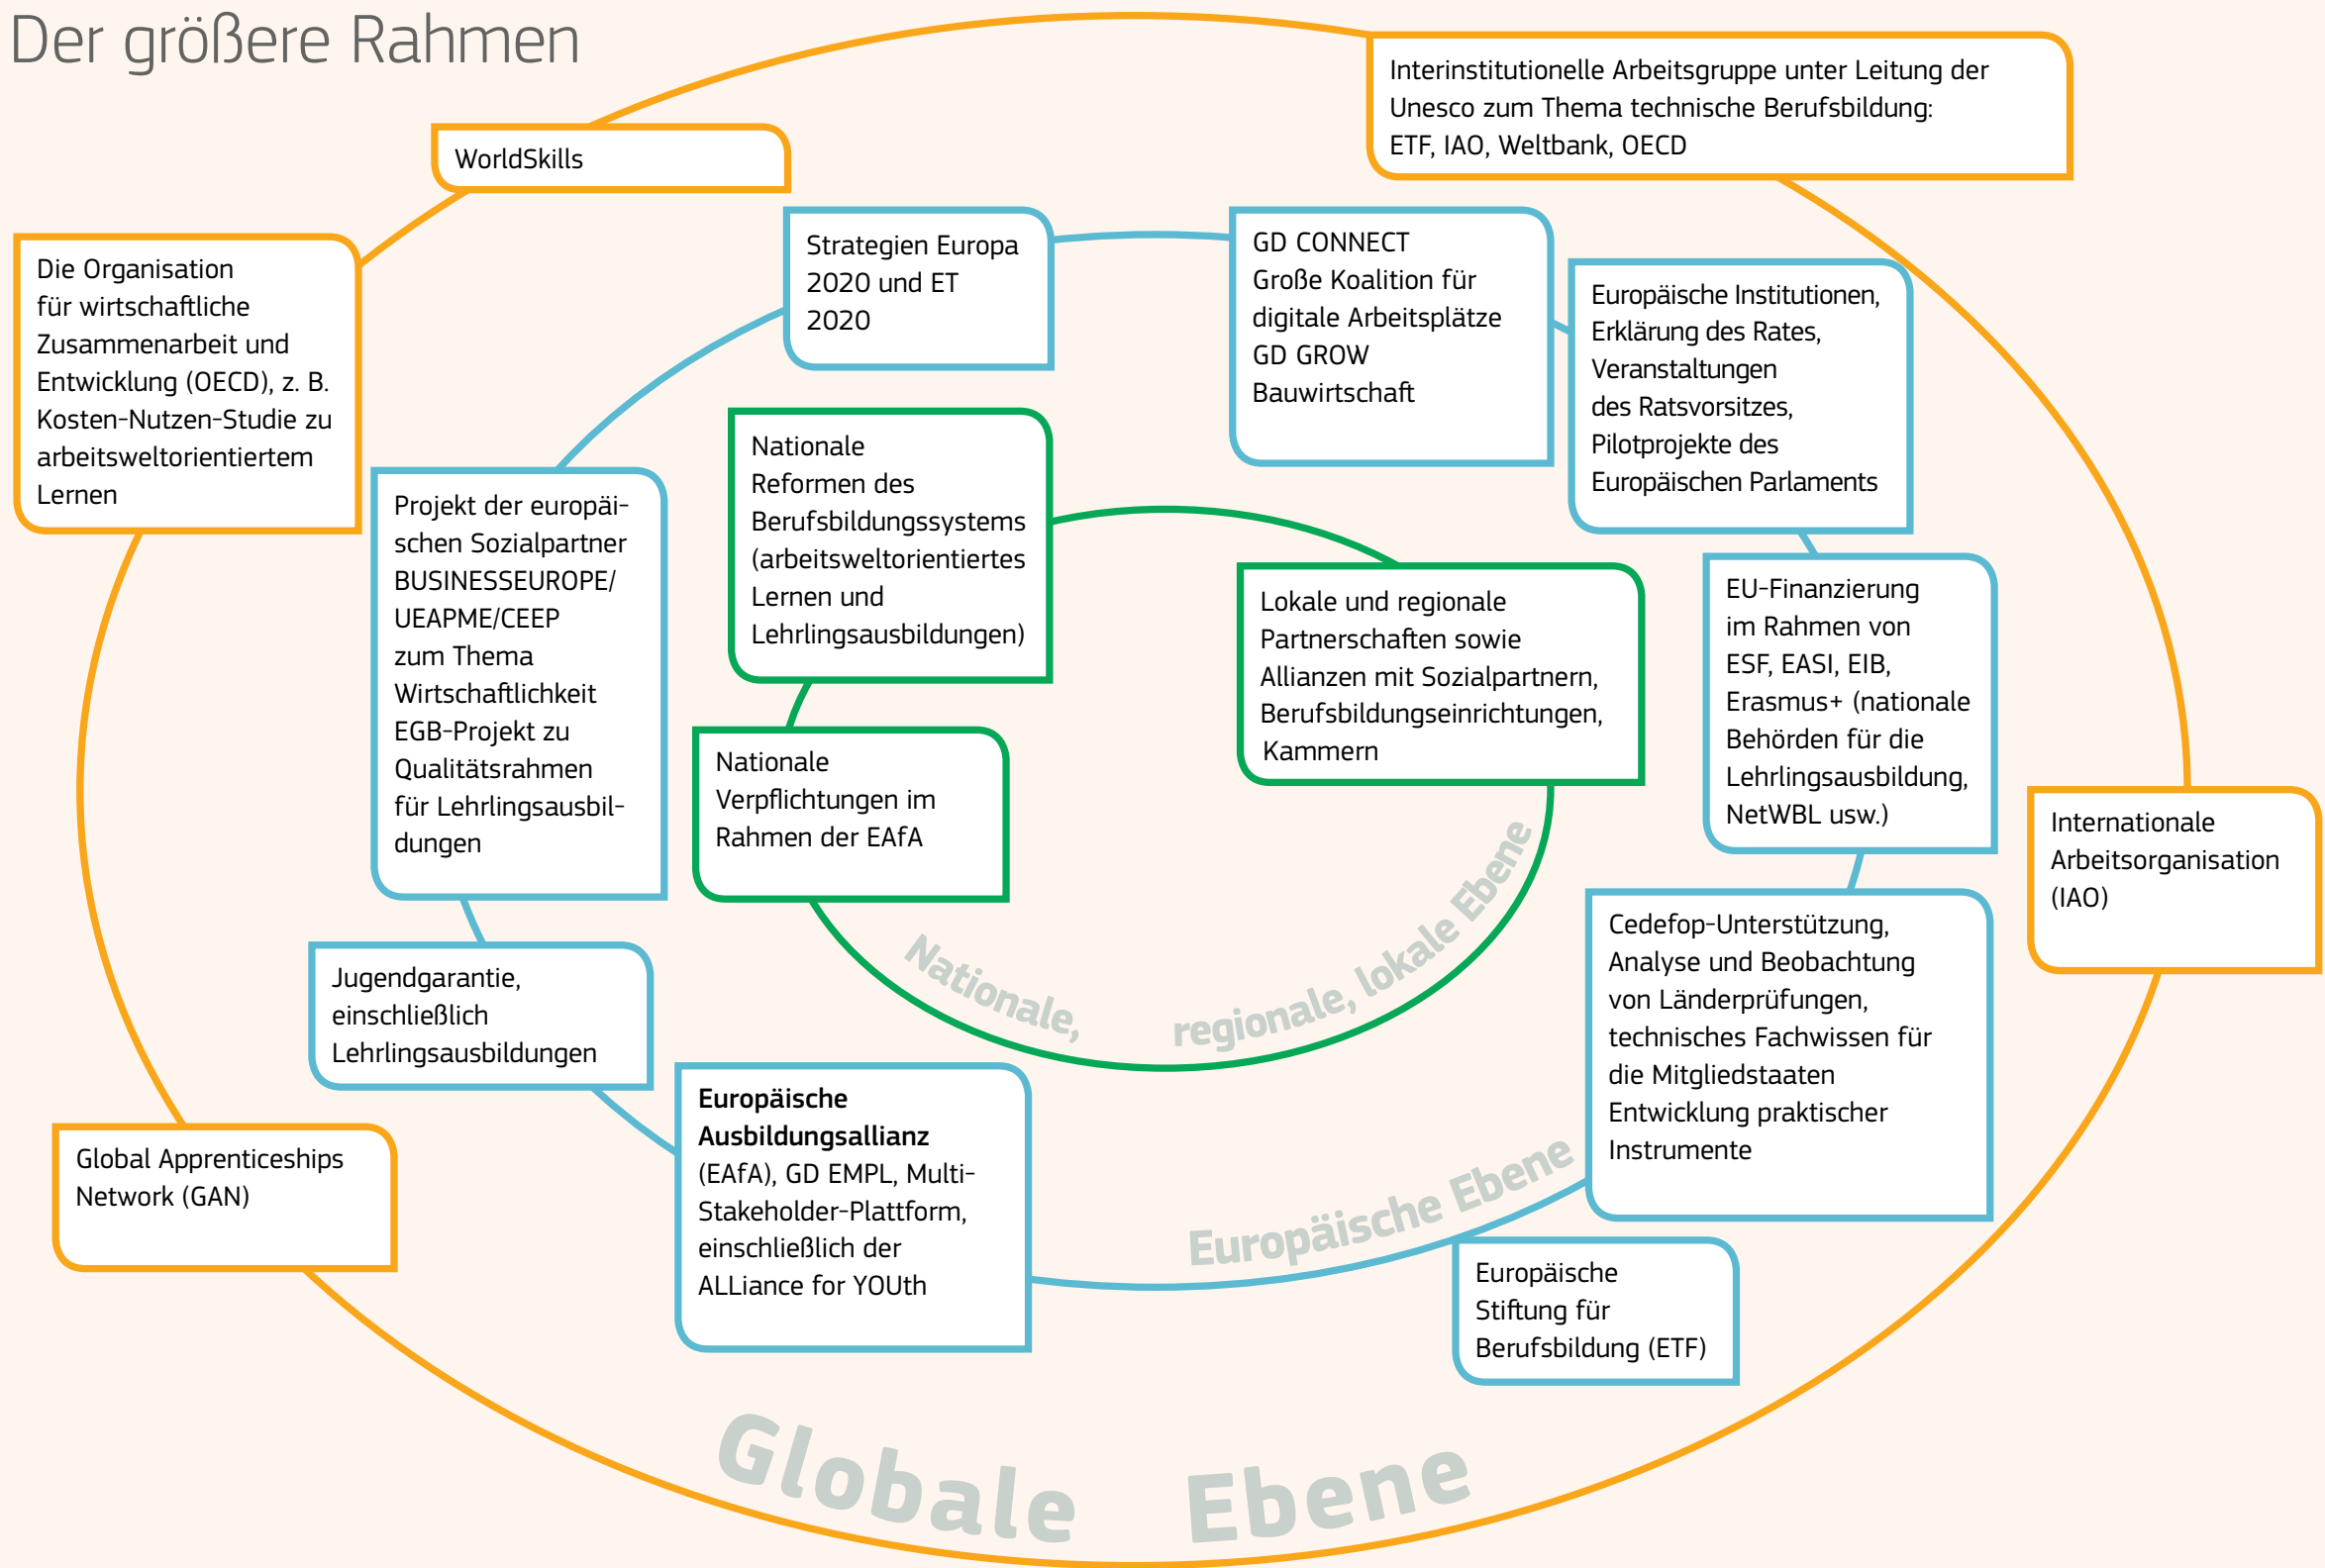 Der größere Rahmen
Interinstitutionelle Arbeitsgruppe unter Leitung der
Unesco zum Thema technische Berufsbildung:
ETF, IAO, Weltbank, OECD
WorldSkills
Die Organisation
für wirtschaftliche
Zusammenarbeit und
Entwicklung (OECD), z. B.
Kosten-Nutzen-Studie zu
arbeitsweltorientiertem
Lernen
Strategien Europa
2020 und ET
2020
GD CONNECT
Große Koalition für
digitale Arbeitsplätze
GD GROW
Bauwirtschaft
Europäische Institutionen,
Erklärung des Rates,
Veranstaltungen
des Ratsvorsitzes,
Pilotprojekte des
Europäischen Parlaments
Projekt der europäi-
schen Sozialpartner
BUSINESSEUROPE/
UEAPME/CEEP
zum Thema
Wirtschaftlichkeit
EGB-Projekt zu
Qualitätsrahmen
für Lehrlingsausbil-
dungen
Nationale
Reformen des
Berufsbildungssystems
(arbeitsweltorientiertes
Lernen und
Lehrlingsausbildungen)
Lokale und regionale
Partnerschaften sowie
Allianzen mit Sozialpartnern,
Berufsbildungseinrichtungen,
Kammern
EU-Finanzierung
im Rahmen von
ESF, EASI, EIB,
Erasmus+ (nationale
Behörden für die
Lehrlingsausbildung,
NetWBL usw.)
Nationale
Verpflichtungen im
Rahmen der EAfA
Internationale
Arbeitsorganisation
(IAO)
Nationale, regionale, lokale Ebene
Cedefop-Unterstützung,
Analyse und Beobachtung
von Länderprüfungen,
technisches Fachwissen für
die Mitgliedstaaten
Entwicklung praktischer
Instrumente
Jugendgarantie,
einschließlich
Lehrlingsausbildungen
Europäische
Ausbildungsallianz
(EAfA), GD EMPL, Multi-
Stakeholder-Plattform,
einschließlich der
ALLiance for YOUth
Global Apprenticeships
Network (GAN)
Europäische Ebene
Europäische
Stiftung für
Berufsbildung (ETF)
Globale Ebene